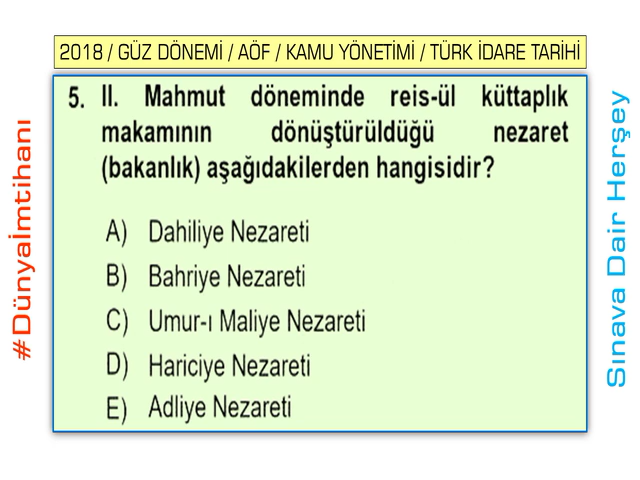 2018 / GÜZ DÖNEMİ / AÖF / KAMU YÖNETİMİ / TÜRK İDARE TARİHİ
#Dünyaİmtihanı
5. II. Mahmut döneminde reis-ül küttaplık
makamının dönüştürüldüğü nezaret
(bakanlık) aşağıdakilerden hangisidir?
A) Dahiliye Nezareti
B) Bahriye Nezareti
C) Umur-ı Maliye Nezareti
D) Hariciye Nezareti
E) Adliye Nezareti
Sınava Dair Herşey